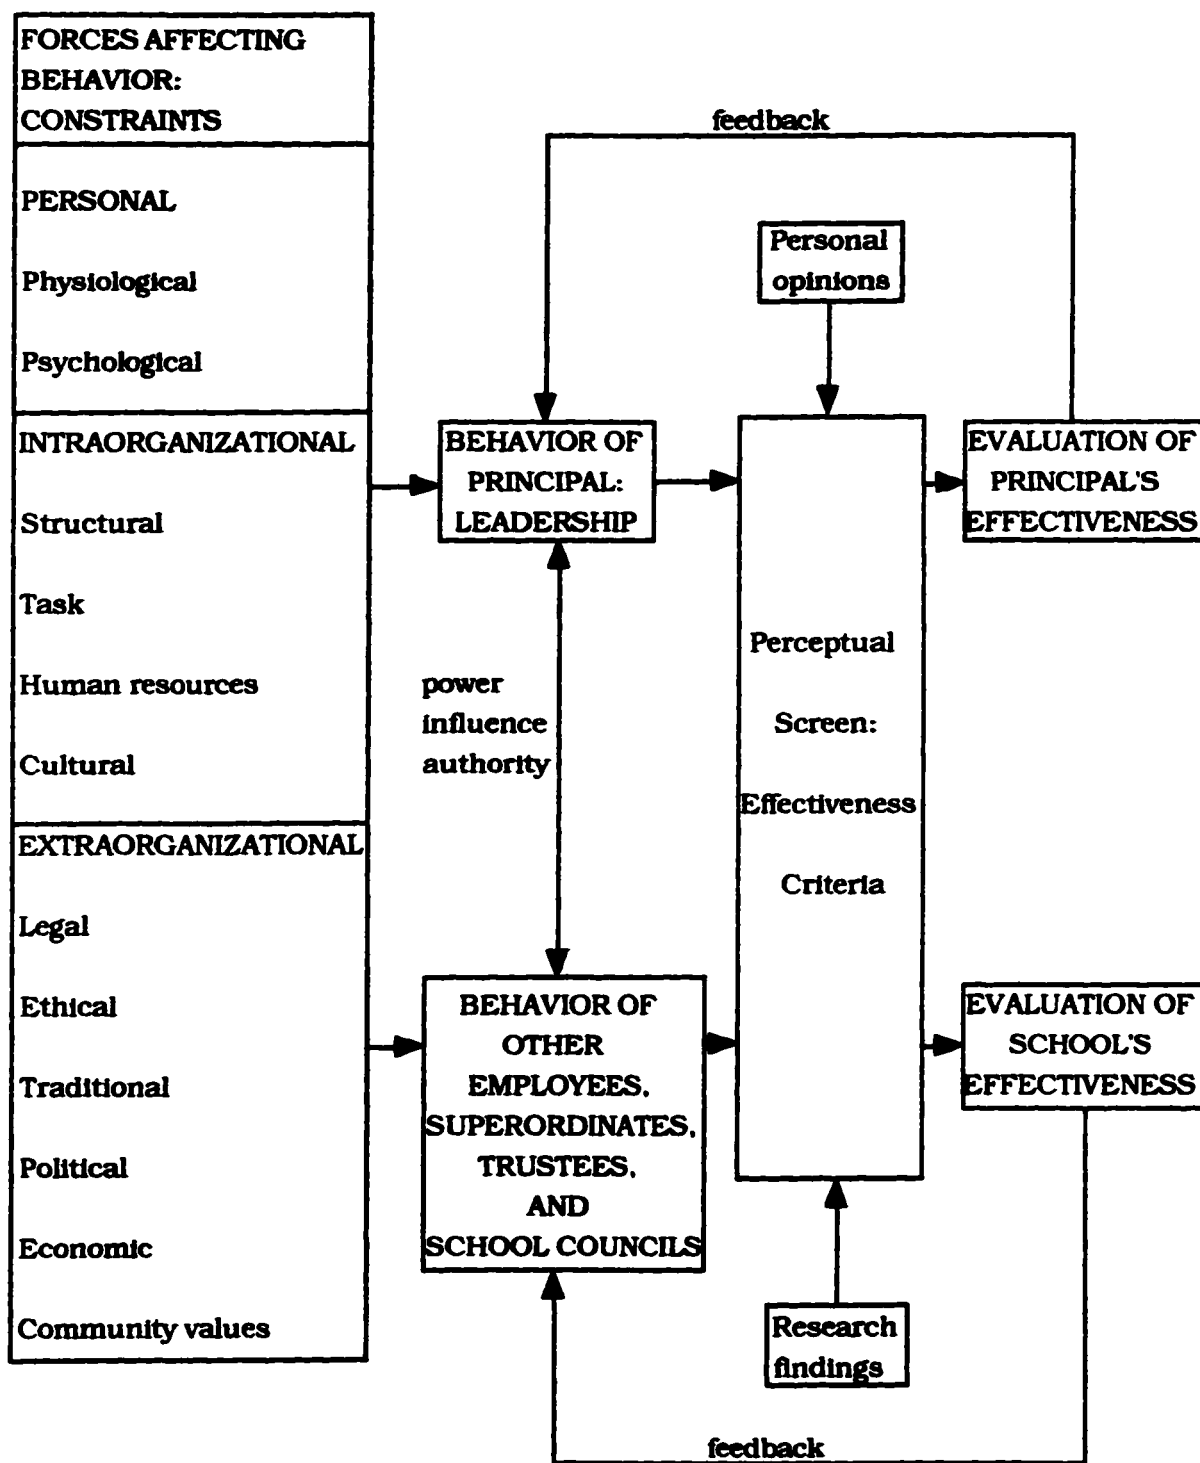 FORCES AFFECTING
BEHAVIOR:
CONSTRAINTS
PERSONAL
Physiological
Psychological
INTRAORGANIZATIONAL
Structural
Task
Human resources
Cultural
EXTRAORGANIZATIONAL
Legal
Ethical
Traditional
Political
Economic
Community values
feedback
Personal
opinions
BEHAVIOR OF
PRINCIPAL:
LEADERSHIP
EVALUATION OF
PRINCIPAL'S
EFFECTIVENESS
power
influence
authority
Perceptual
Screen:
Effectiveness
Criteria
BEHAVIOR OF
OTHER
EMPLOYEES,
SUPERORDINATES,
TRUSTEES,
AND
SCHOOL COUNCILS
EVALUATION OF
SCHOOL'S
EFFECTIVENESS
Research
findings
feedback